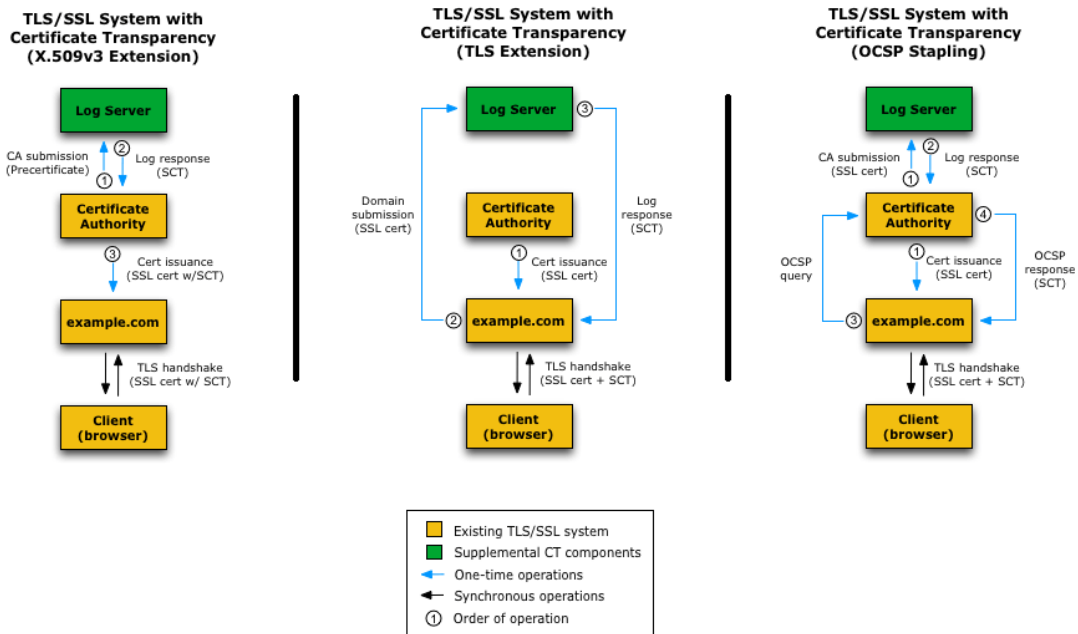 TLS/SSL System with
Certificate Transparency
(X.509v3 Extension)
Log Server
CA submission
(Precertificate)
1
2
Log response
(SCT)
Certificate
Authority
3
Cert issuance
(SSL cert w/SCT)
example.com
TLS handshake
(SSL cert w/ SCT)
Client
(browser)
TLS/SSL System with
Certificate Transparency
(TLS Extension)
Log Server
3
Domain
submission
(SSL cert)
Certificate
Authority
Log
response
(SCT)
1
Cert issuance
(SSL cert)
2
example.com
TLS handshake
(SSL cert + SCT)
Client
(browser)
TLS/SSL System with
Certificate Transparency
(OCSP Stapling)
Log Server
CA submission
(SSL cert)
1
2
Log response
(SCT)
Certificate
Authority
4
OCSP
query
1
Cert issuance
(SSL cert)
OCSP
response
(SCT)
3
example.com
TLS handshake
(SSL cert + SCT)
Client
(browser)
Existing TLS/SSL system
Supplemental CT components
One-time operations
Synchronous operations
1 Order of operation